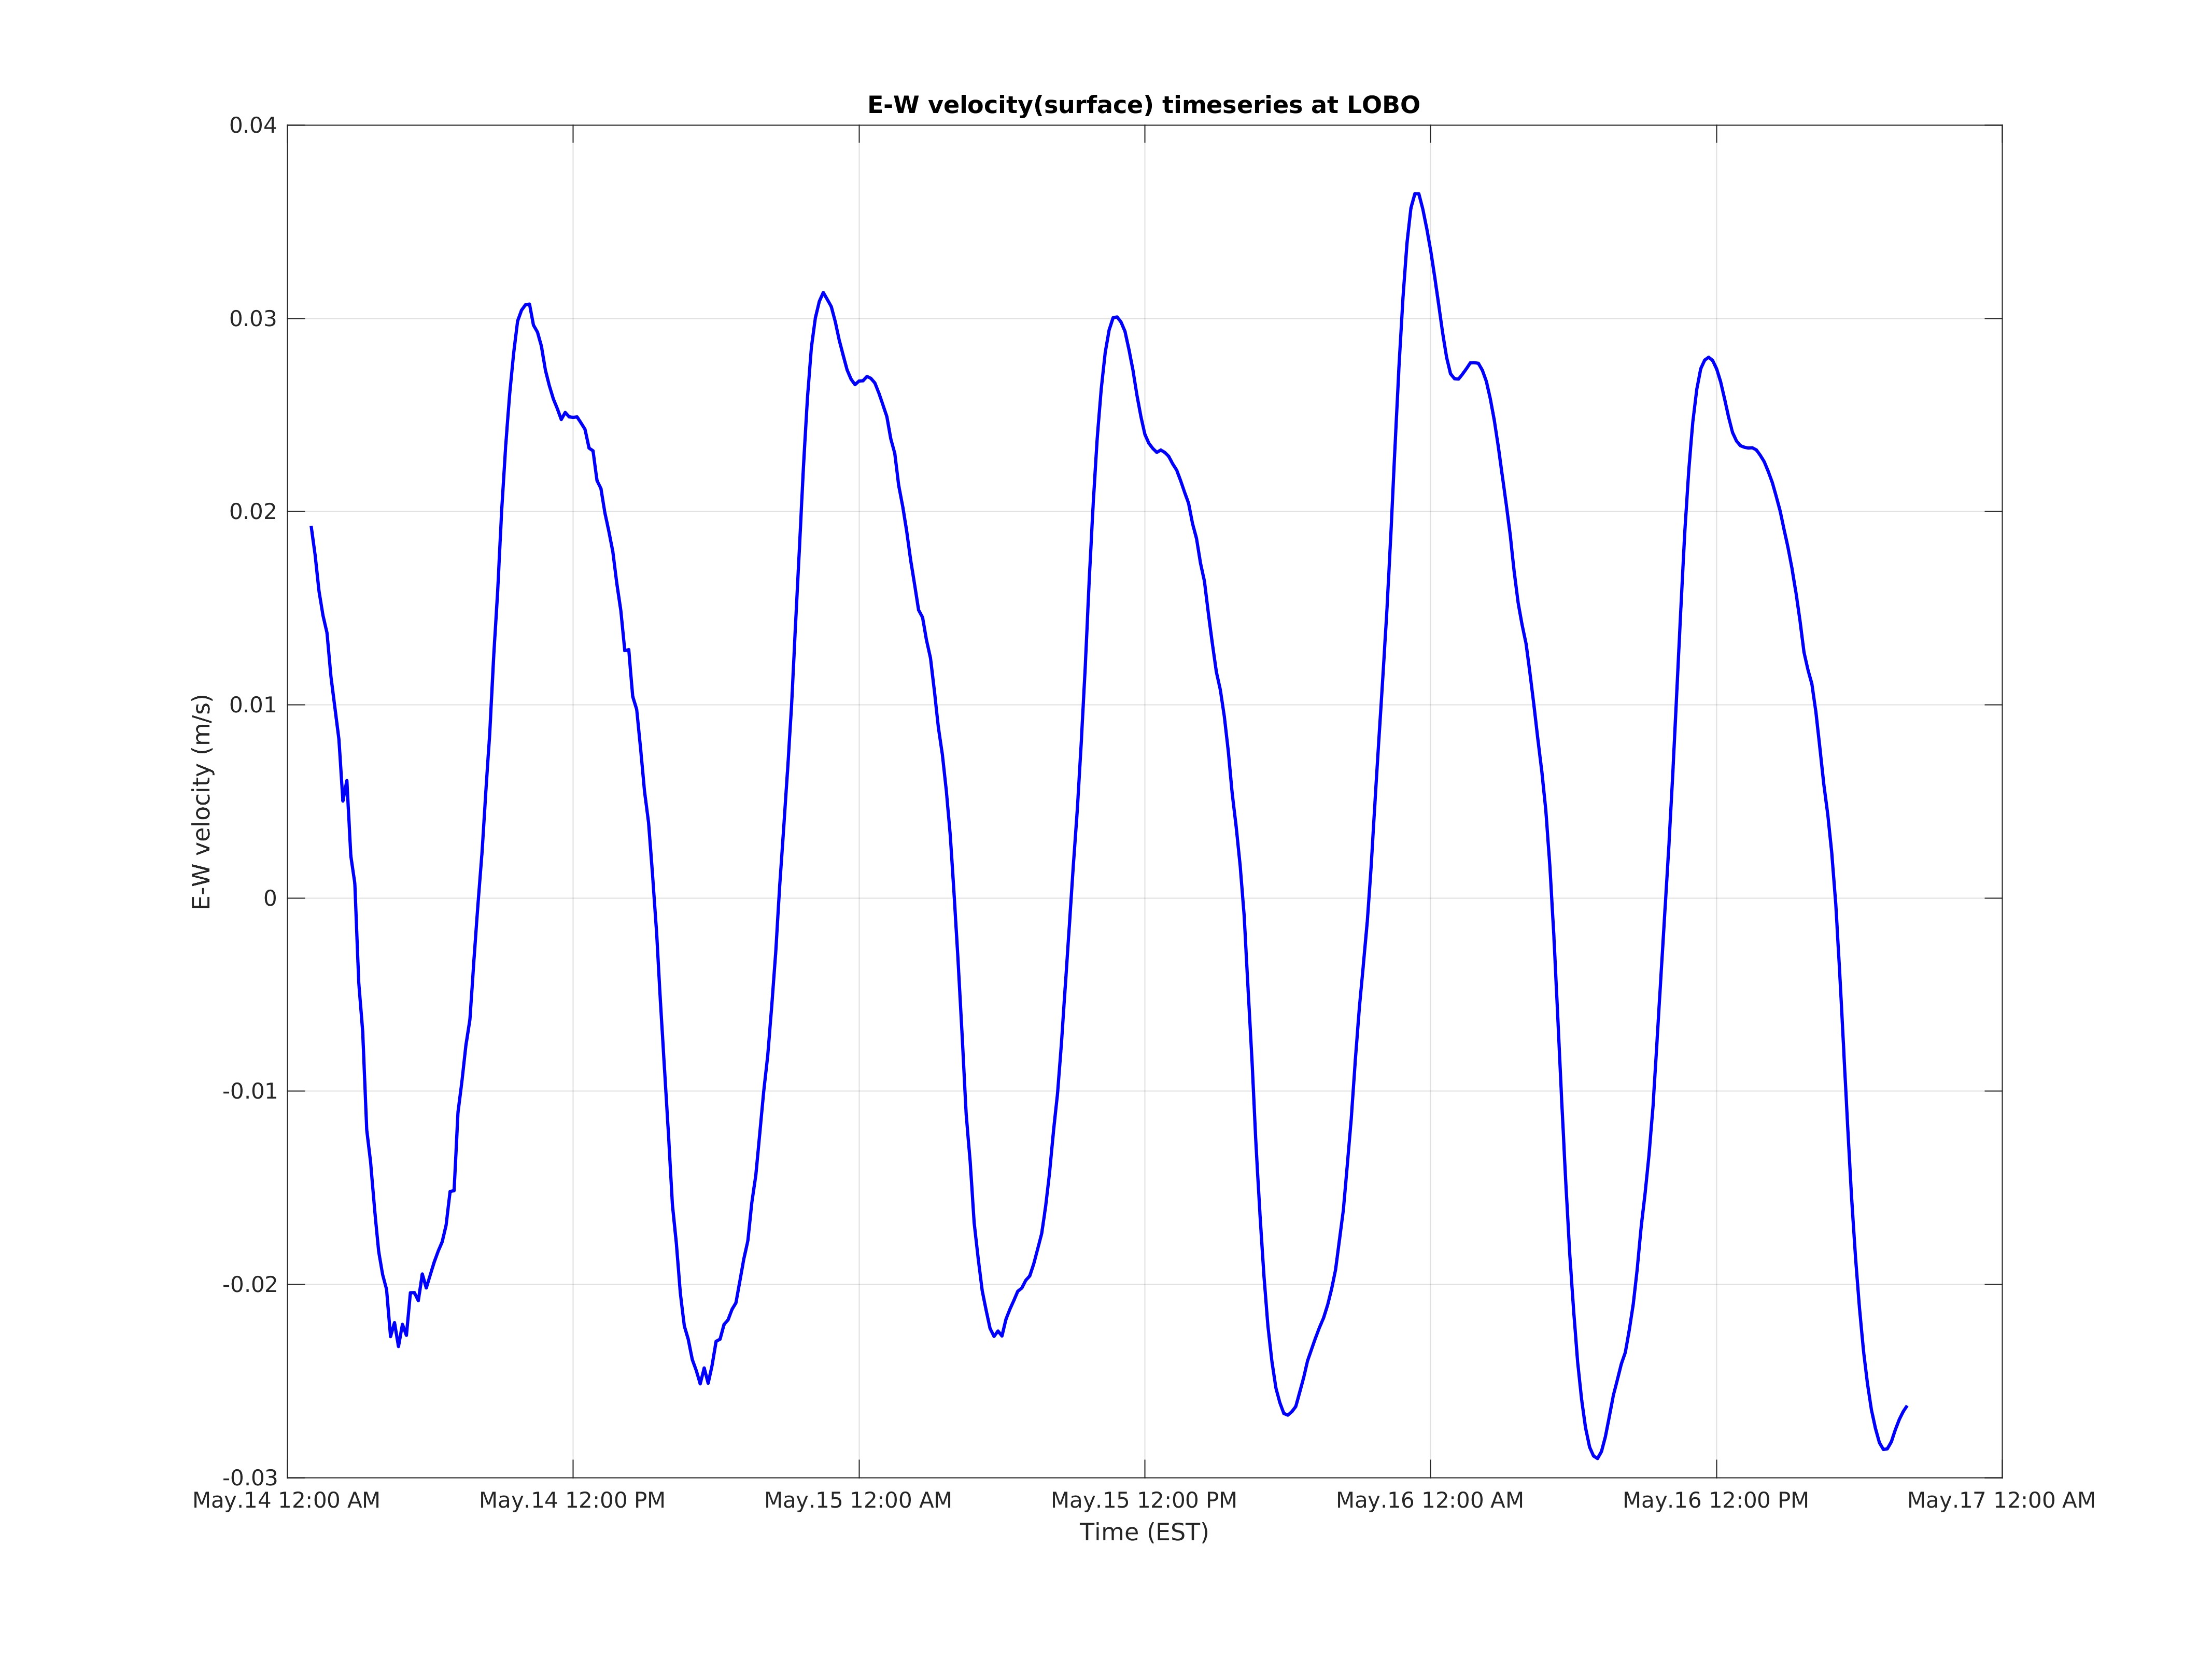 E-W velocity(surface) timeseries at LOBO
0.04
0.03
0.02
0.01
0
-0.01
-0.02
-0.03
E-W velocity (m/s)
May.14 12:00 AM May.14 12:00 PM May.15 12:00 AM May.15 12:00 PM May.16 12:00 AM May.16 12:00 PM May.17 12:00 AM
Time (EST)